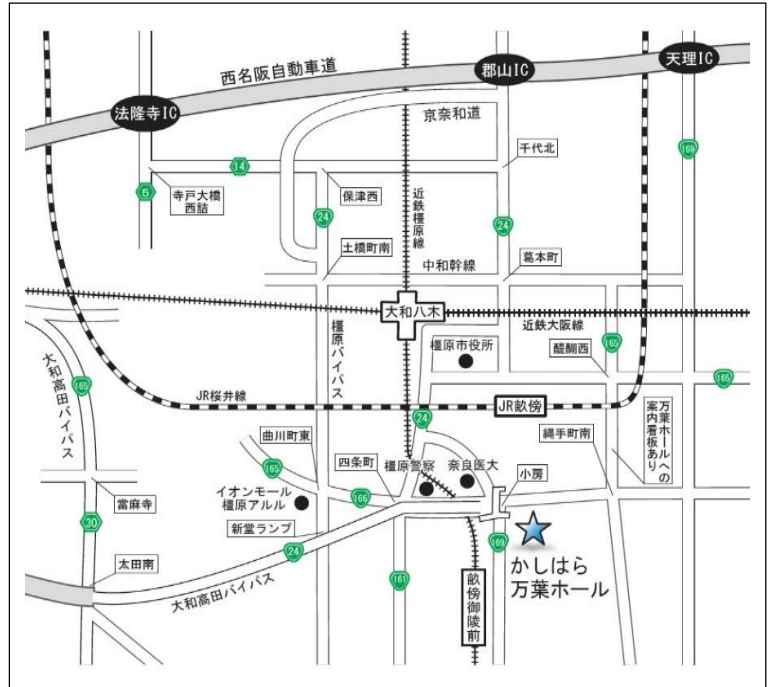 西名阪自動車道
郡山IC
天理IC
法隆寺IC
京奈和道
千代北
169
14
5
寺戸大橋
西詰
保津西
24
近鉄橿原線
24
土橋町南
中和幹線
葛本町
大和八木
近鉄大阪線
橿原市役所
醍醐西
165
165
橿原バイパス
大和高田バイパス
165
JR桜井線
JR畝傍
24
万葉ホールへの
案内看板あり
曲川町東
縄手町南
四条町
橿原警察
奈良医大
小房
165
イオンモール
橿原アルル
166
當麻寺
新堂ランプ
30
24
169
かしはら
万葉ホール
太田南
大和高田バイパス
161
畝傍御陵前